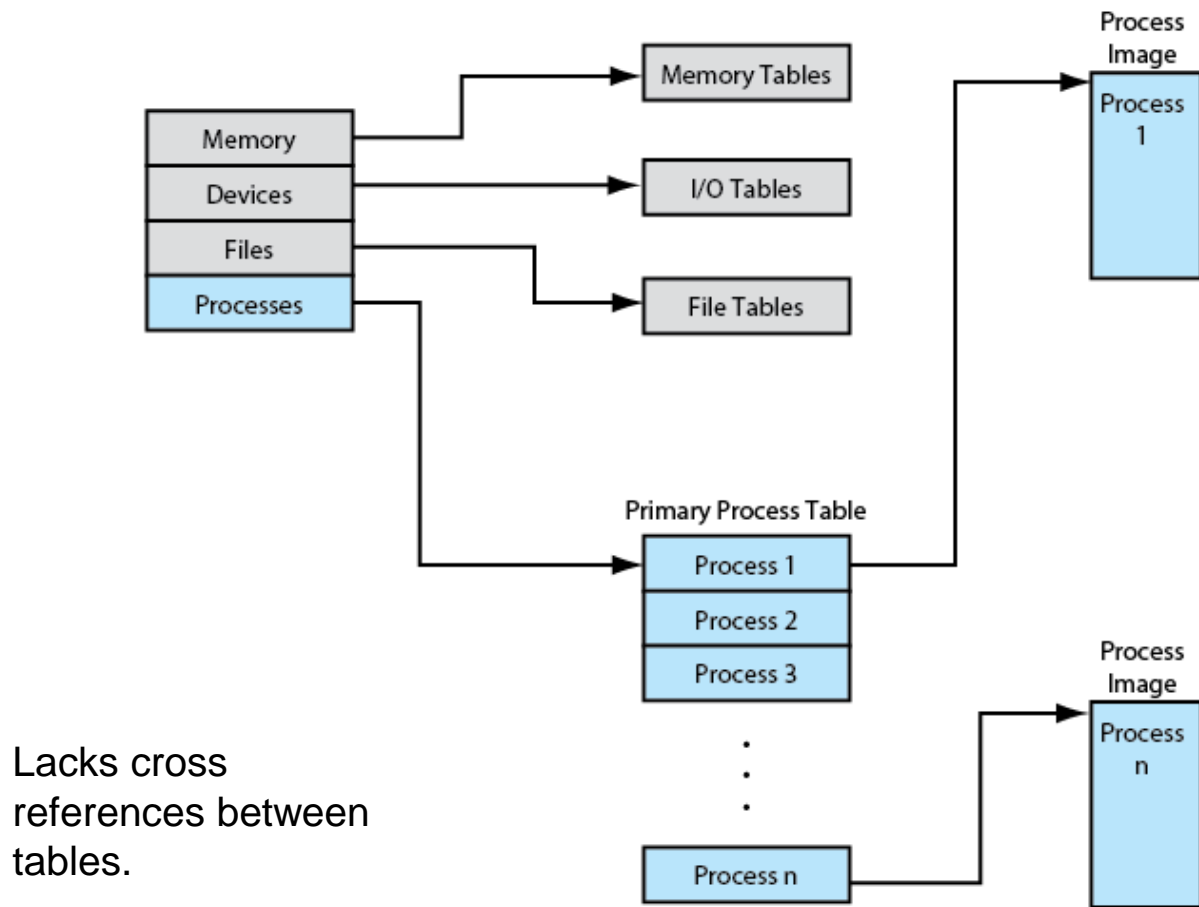 Memory
Devices
Files
Processes
Memory Tables
I/O Tables
File Tables
Process
Image
Process
1
Primary Process Table
Process 1
Process 2
Process 3
.
.
.
Process n
Process
Image
Process
n
Lacks cross
references between
tables.